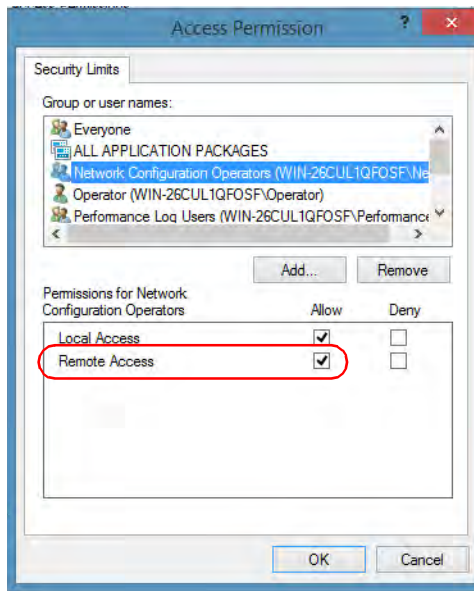 Access Permission
?
×
Security Limits
Group or user names:
Everyone
ALL APPLICATION PACKAGES
Network Configuration Operators (WIN-26CUL1QFOSF\Ne
Operator (WIN-26CUL1QFOSF\Operator)
Performance Log Users (WIN-26CUL1QFOSF\Performance
Add...
Remove
Permissions for Network
Configuration Operators
Allow
Deny
Local Access
Remote Access
OK
Cancel